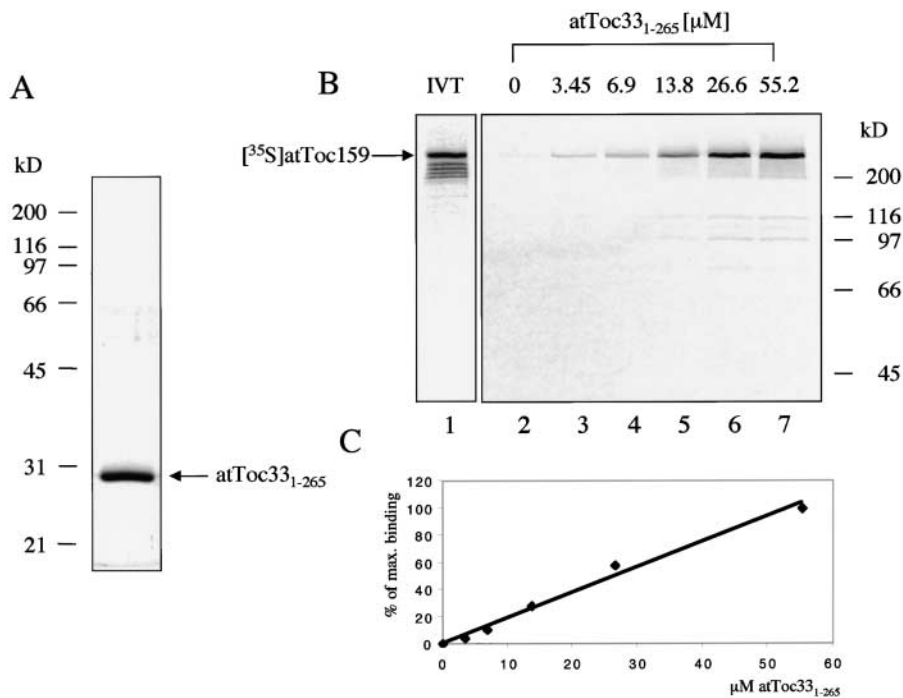 A
kD
200
116
97
66
45
31
21
atToc33₁₋₂₆₅
B
atToc33₁₋₂₆₅ [μM]
IVT 0 3.45 6.9 13.8 26.6 55.2
[³⁵S]atToc159
kD
200
116
97
66
45
1 2 3 4 5 6 7
C
% of max. binding
120
100
80
60
40
20
0
0 10 20 30 40 50 60
μM atToc33₁₋₂₆₅